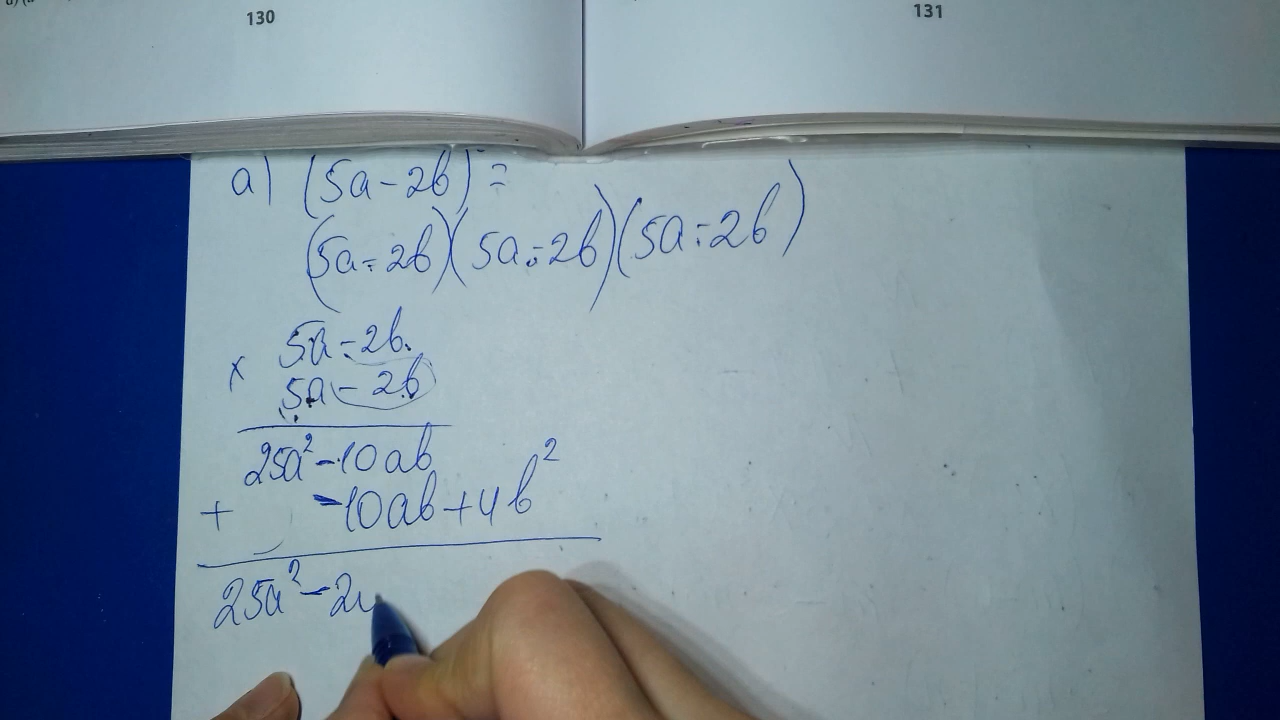 130
131
a) (5a-2b) =
(5a-2b)(5a-2b)(5a-2b)
5a-2b
x
5a-2b
25a²-10ab
+ -10ab+4b²
25a²-2